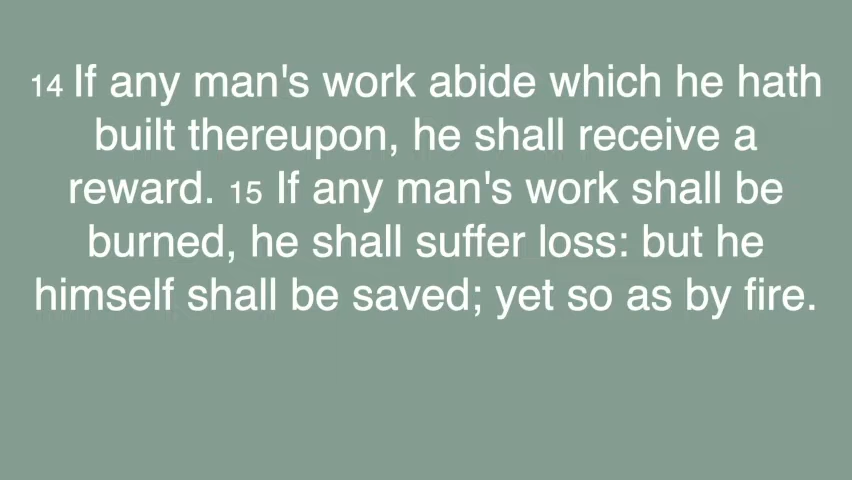 14 If any man's work abide which he hath
built thereupon, he shall receive a
reward. 15 If any man's work shall be
burned, he shall suffer loss: but he
himself shall be saved; yet so as by fire.